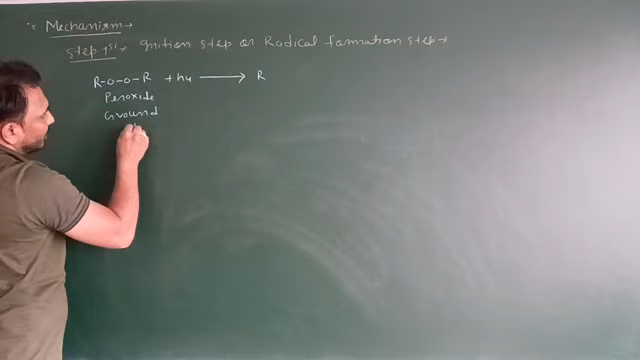 Mechanism→
Step 1st→ Ignition step or Radical formation step→
R-O-O-R + hν → R
Peroxide
Ground